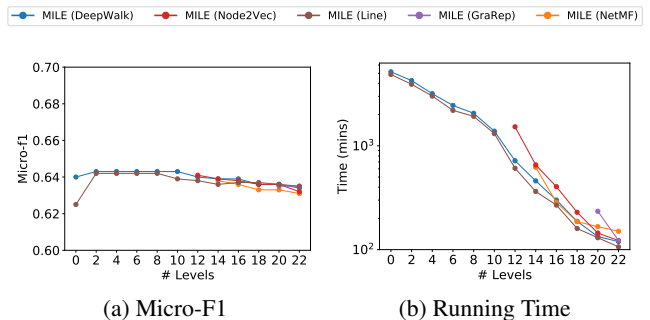 MILE (DeepWalk) MILE (Node2Vec) MILE (Line) MILE (GraRep) MILE (NetMF)
Micro-f1
0.70
0.68
0.66
0.64
0.62
0.60
0 2 4 6 8 10 12 14 16 18 20 22
# Levels
(a) Micro-F1
Time (mins)
10³
10²
0 2 4 6 8 10 12 14 16 18 20 22
# Levels
(b) Running Time